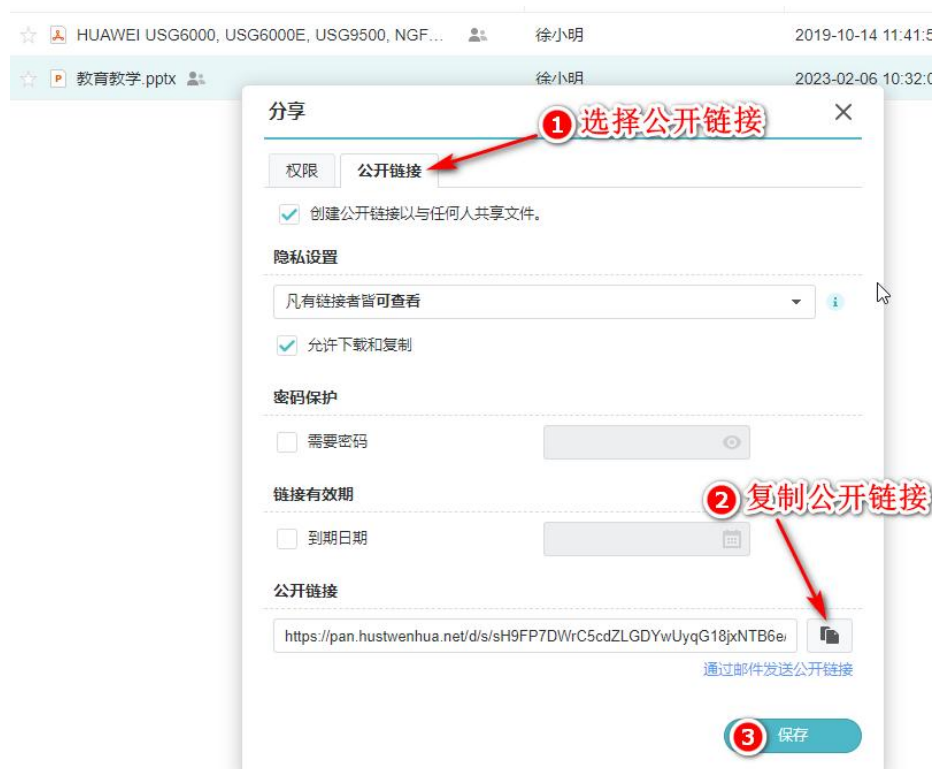 HUAWEI USG6000, USG6000E, USG9500, NGF... 徐小明 2019-10-14 11:41:5
教育教学.pptx 徐小明 2023-02-06 10:32:0
分享
1 选择公开链接
权限 公开链接
创建公开链接以与任何人共享文件。
隐私设置
凡有链接者皆可查看
允许下载和复制
密码保护
需要密码
链接有效期
2 复制公开链接
到期日期
公开链接
https://pan.hustwenhua.net/d/s/sH9FP7DWrC5cdZLGDYwUyqG18jxNTB6e/
通过邮件发送公开链接
3 保存